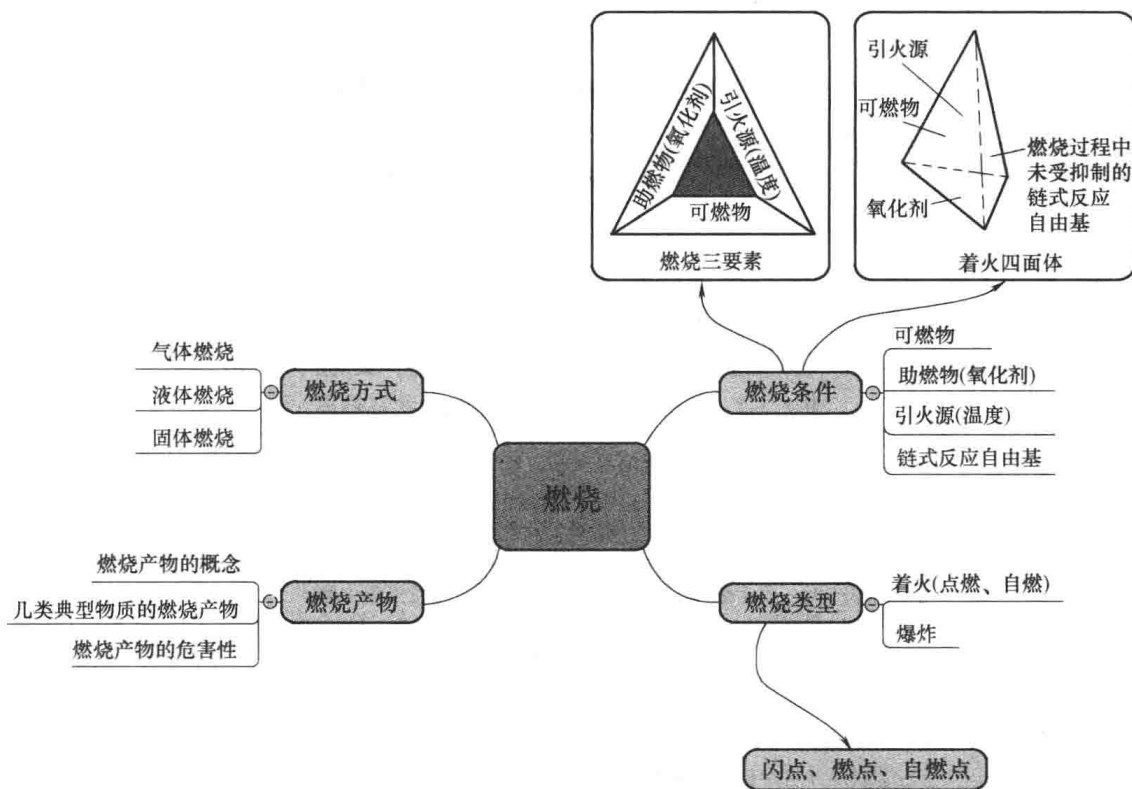 助燃物(氧化剂)
引火源(温度)
可燃物
燃烧三要素
引火源
可燃物
氧化剂
燃烧过程中
未受抑制的
链式反应
自由基
着火四面体
气体燃烧
液体燃烧
固体燃烧
燃烧方式
燃烧条件
可燃物
助燃物(氧化剂)
引火源(温度)
链式反应自由基
燃烧
燃烧产物的概念
几类典型物质的燃烧产物
燃烧产物的危害性
燃烧产物
燃烧类型
着火(点燃、自燃)
爆炸
闪点、燃点、自燃点